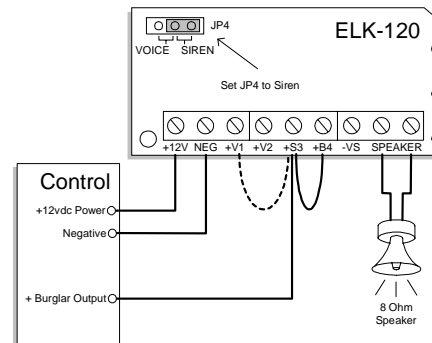 ELK-120
JP4
VOICE SIREN
Set JP4 to Siren
+12V NEG +V1 +V2 +S3 +B4 -VS SPEAKER
Control
+12vdc Power
Negative
+ Burglar Output
8 Ohm
Speaker